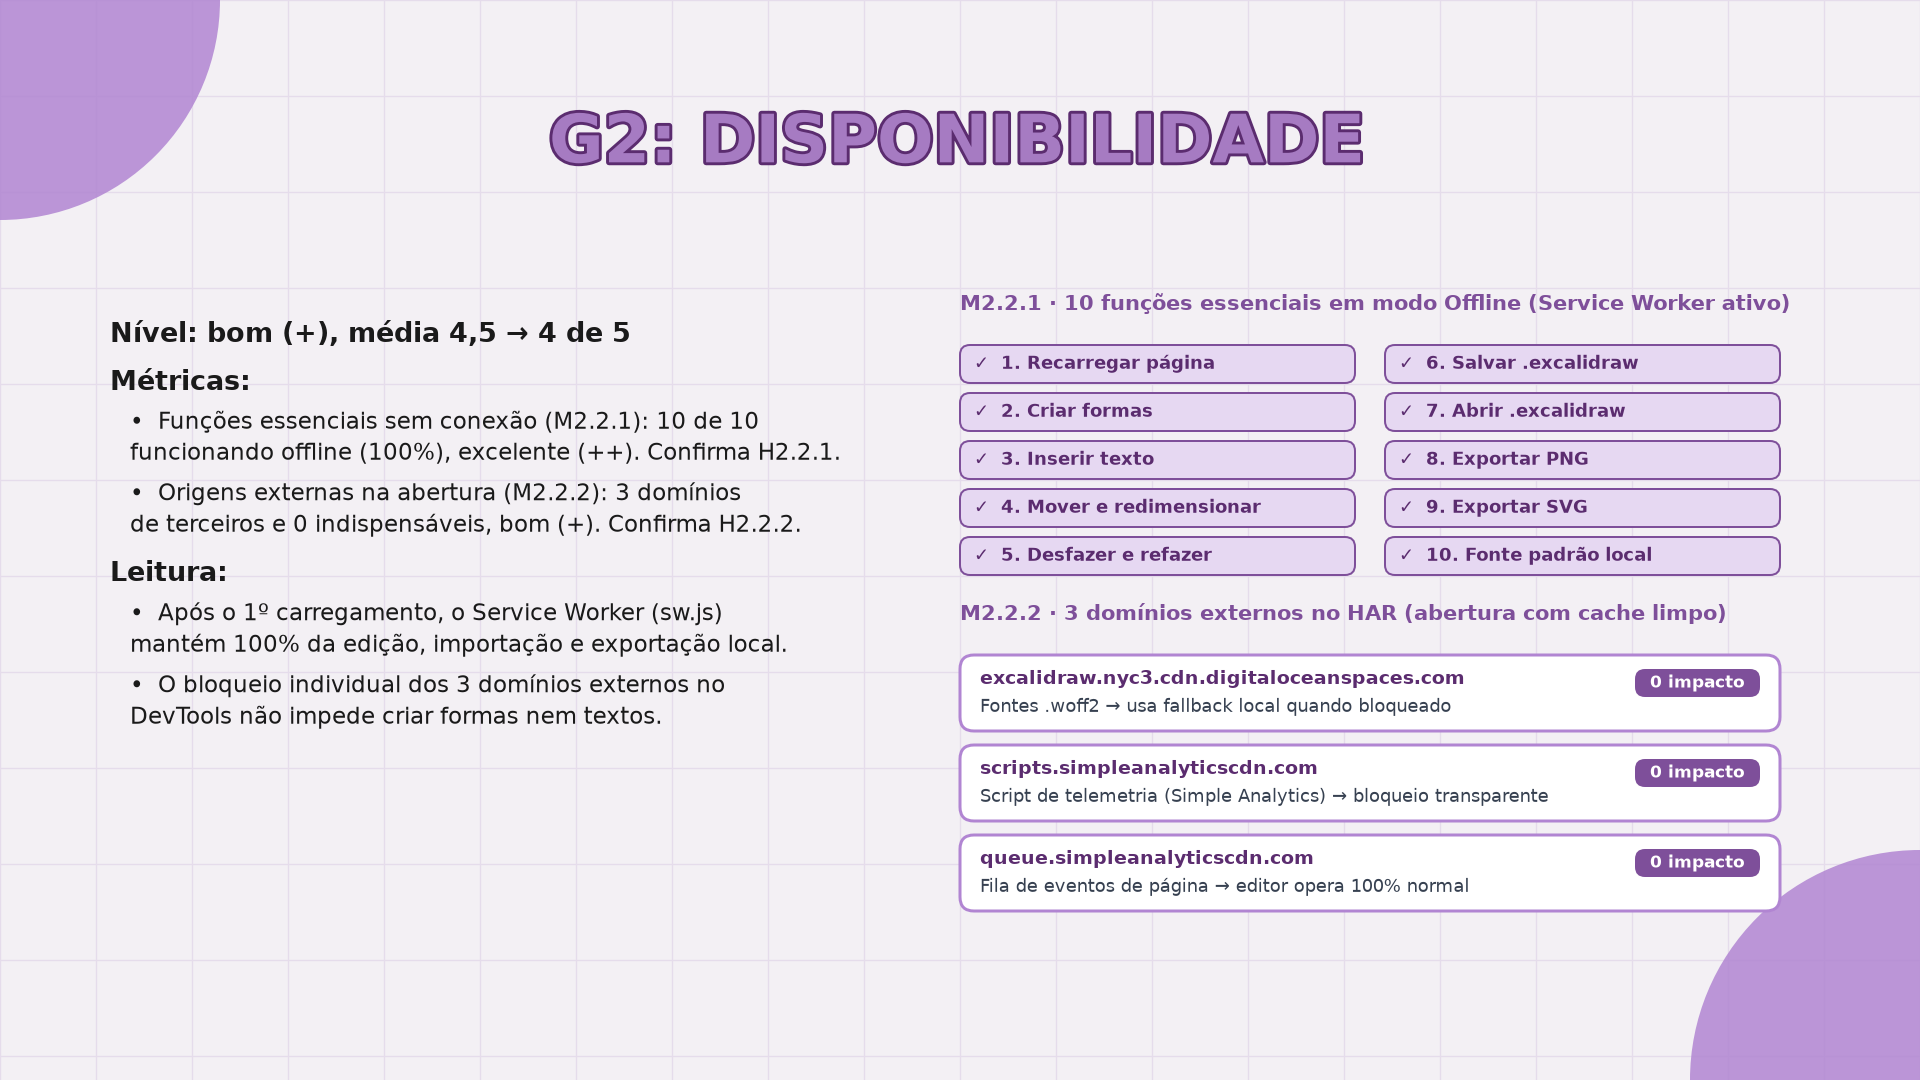 G2: DISPONIBILIDADE
Nível: bom (+), média 4,5 → 4 de 5
Métricas:
• Funções essenciais sem conexão (M2.2.1): 10 de 10
funcionando offline (100%), excelente (++). Confirma H2.2.1.
• Origens externas na abertura (M2.2.2): 3 domínios
de terceiros e 0 indispensáveis, bom (+). Confirma H2.2.2.
Leitura:
• Após o 1º carregamento, o Service Worker (sw.js)
mantém 100% da edição, importação e exportação local.
• O bloqueio individual dos 3 domínios externos no
DevTools não impede criar formas nem textos.
M2.2.1 · 10 funções essenciais em modo Offline (Service Worker ativo)
✓ 1. Recarregar página
✓ 2. Criar formas
✓ 3. Inserir texto
✓ 4. Mover e redimensionar
✓ 5. Desfazer e refazer
✓ 6. Salvar .excalidraw
✓ 7. Abrir .excalidraw
✓ 8. Exportar PNG
✓ 9. Exportar SVG
✓ 10. Fonte padrão local
M2.2.2 · 3 domínios externos no HAR (abertura com cache limpo)
excalidraw.nyc3.cdn.digitaloceanspaces.com
0 impacto
Fontes .woff2 → usa fallback local quando bloqueado
scripts.simpleanalyticscdn.com
0 impacto
Script de telemetria (Simple Analytics) → bloqueio transparente
queue.simpleanalyticscdn.com
0 impacto
Fila de eventos de página → editor opera 100% normal